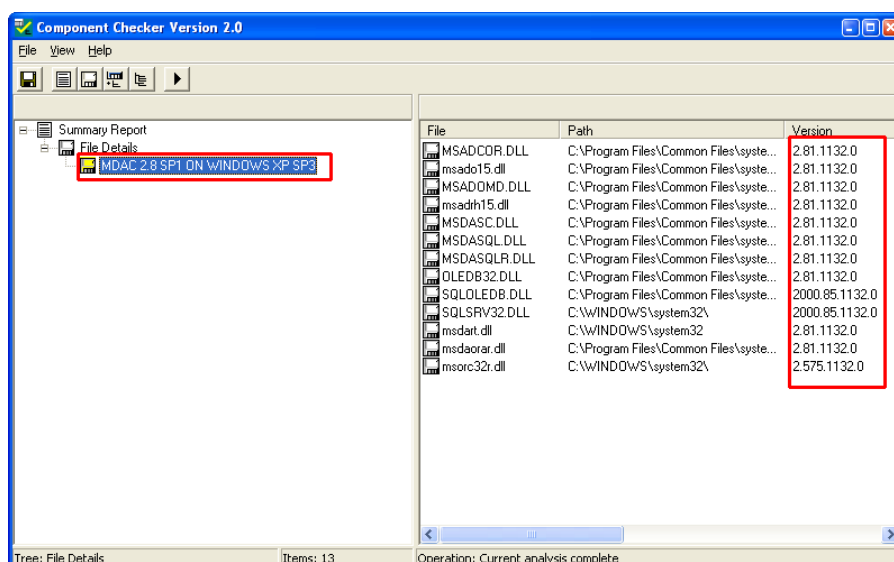 Component Checker Version 2.0
File View Help
Summary Report
File Details
MDAC 2.8 SP1 ON WINDOWS XP SP3
File Path Version
MSADCOR.DLL C:\Program Files\Common Files\syste... 2.81.1132.0
msado15.dll C:\Program Files\Common Files\syste... 2.81.1132.0
MSADOMD.DLL C:\Program Files\Common Files\syste... 2.81.1132.0
msadrh15.dll C:\Program Files\Common Files\syste... 2.81.1132.0
MSDASC.DLL C:\Program Files\Common Files\syste... 2.81.1132.0
MSDASQL.DLL C:\Program Files\Common Files\syste... 2.81.1132.0
MSDASQLR.DLL C:\Program Files\Common Files\syste... 2.81.1132.0
OLEDB32.DLL C:\Program Files\Common Files\syste... 2.81.1132.0
SQLOLEDB.DLL C:\Program Files\Common Files\syste... 2000.85.1132.0
SQLSRV32.DLL C:\WINDOWS\system32\ 2000.85.1132.0
msdart.dll C:\WINDOWS\system32 2.81.1132.0
msdaorar.dll C:\Program Files\Common Files\syste... 2.81.1132.0
msorc32r.dll C:\WINDOWS\system32\ 2.575.1132.0
Tree: File Details Items: 13 Operation: Current analysis complete